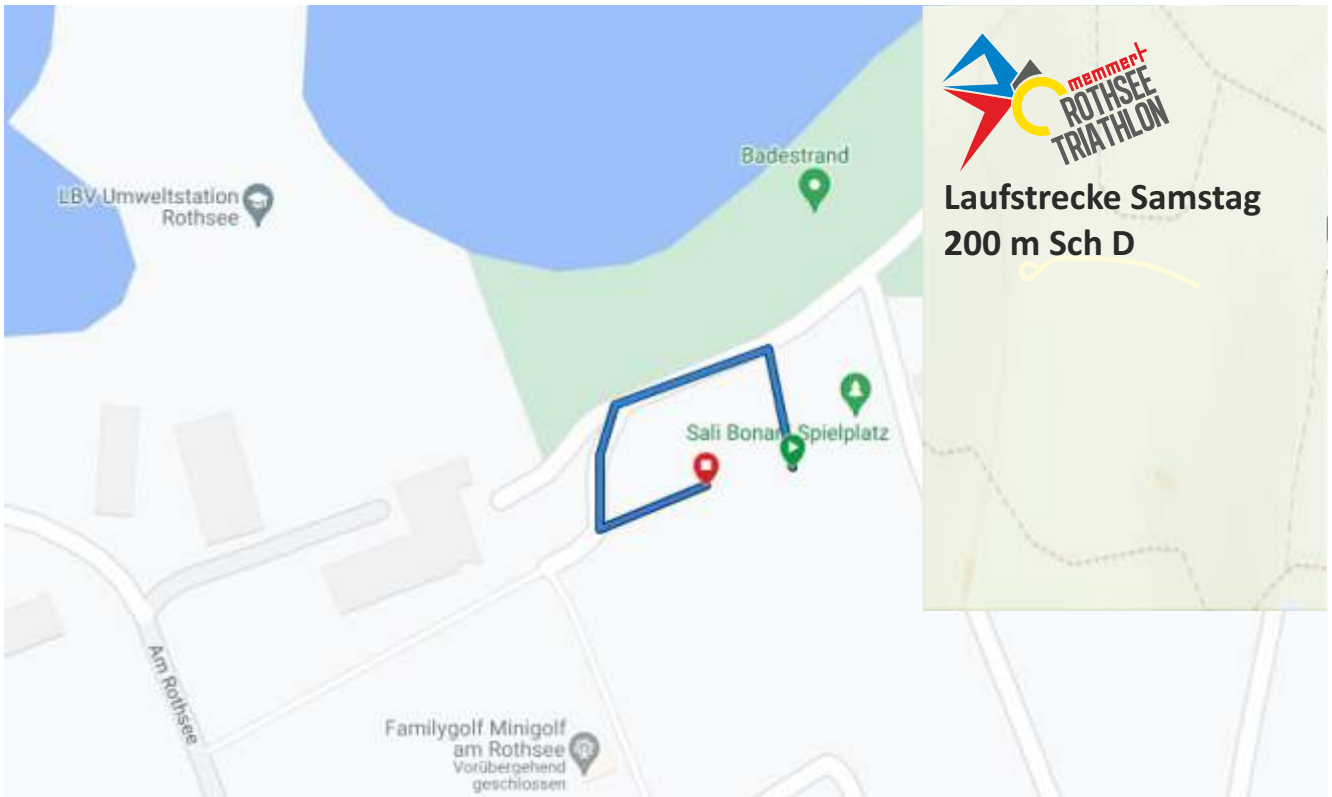 memmert
ROTHSEE
TRIATHLON
Laufstrecke Samstag
200 m Sch D
Badestrand
LBV Umweltstation
Rothsee
Sali Bonani Spielplatz
Am Rothsee
Familygolf Minigolf
am Rothsee
Vorübergehend
geschlossen